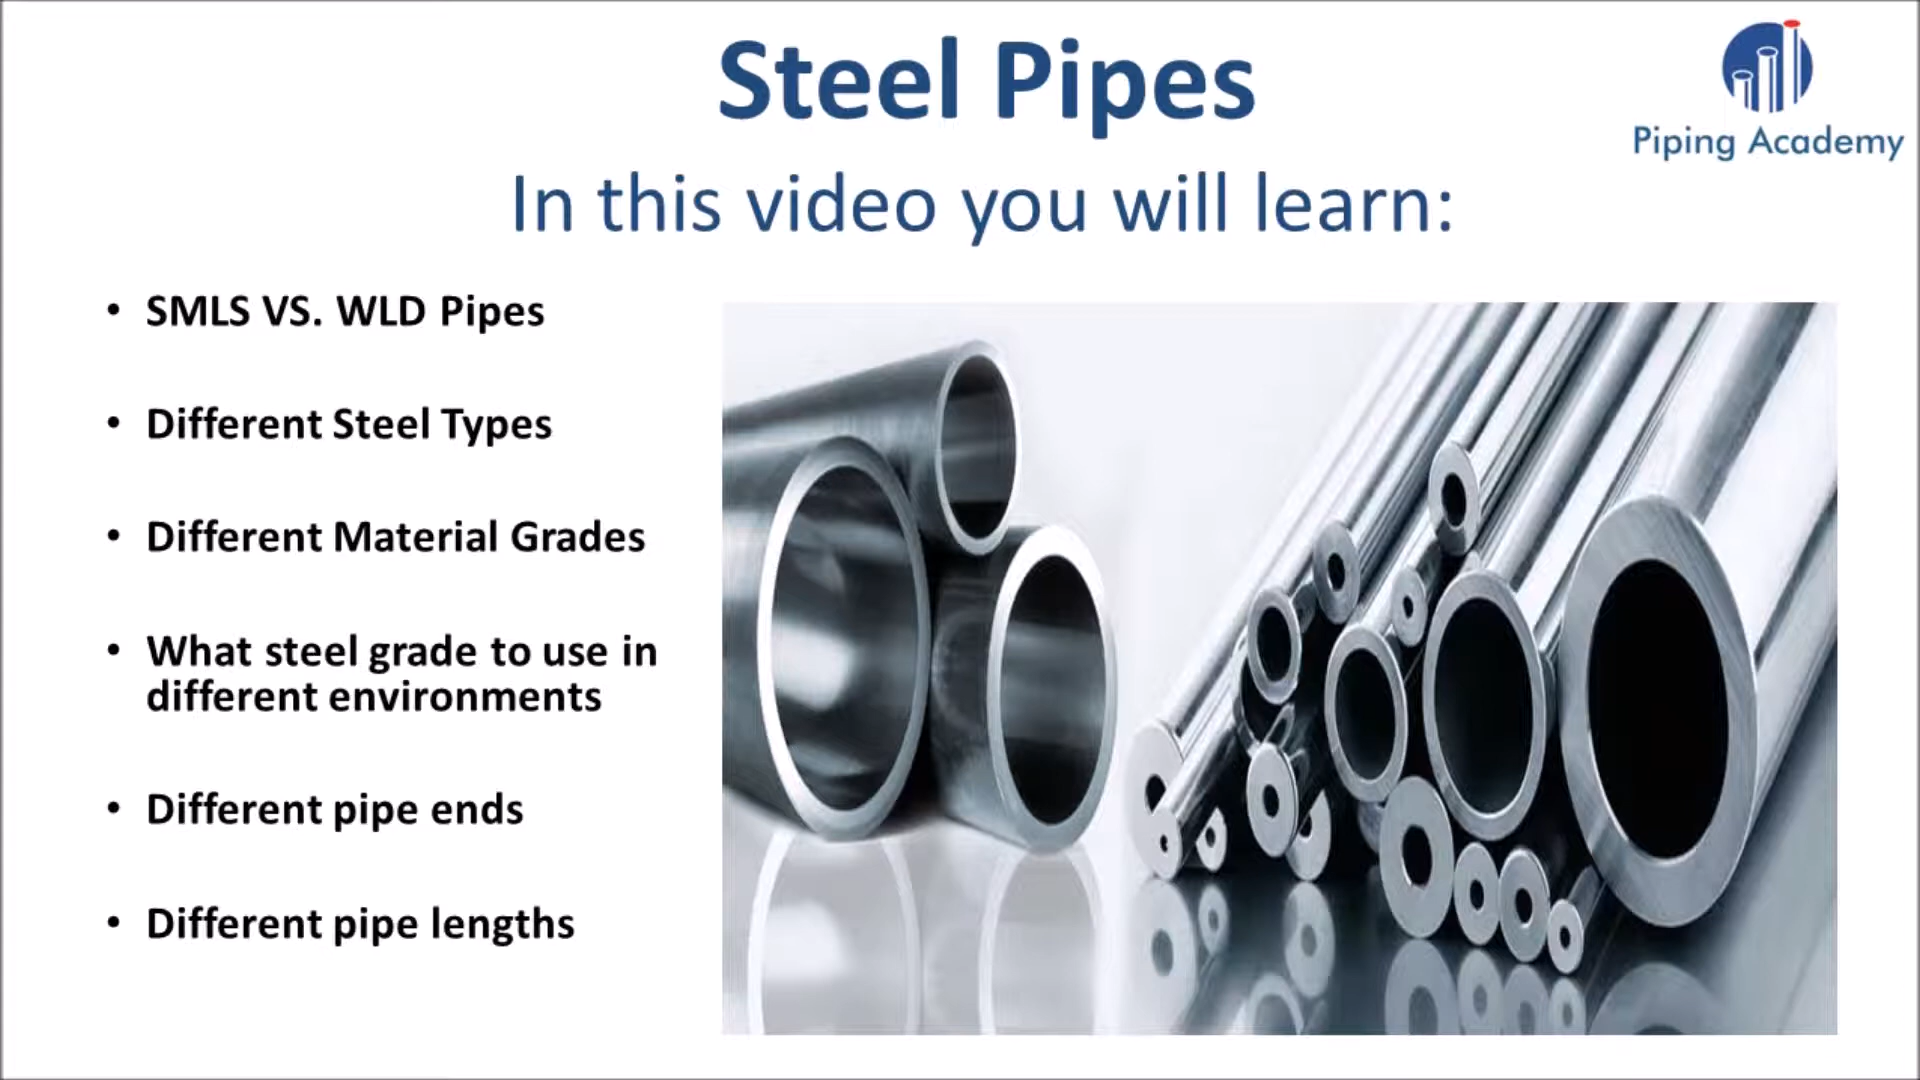 Steel Pipes
Piping Academy
In this video you will learn:
• SMLS VS. WLD Pipes
• Different Steel Types
• Different Material Grades
• What steel grade to use in
different environments
• Different pipe ends
• Different pipe lengths